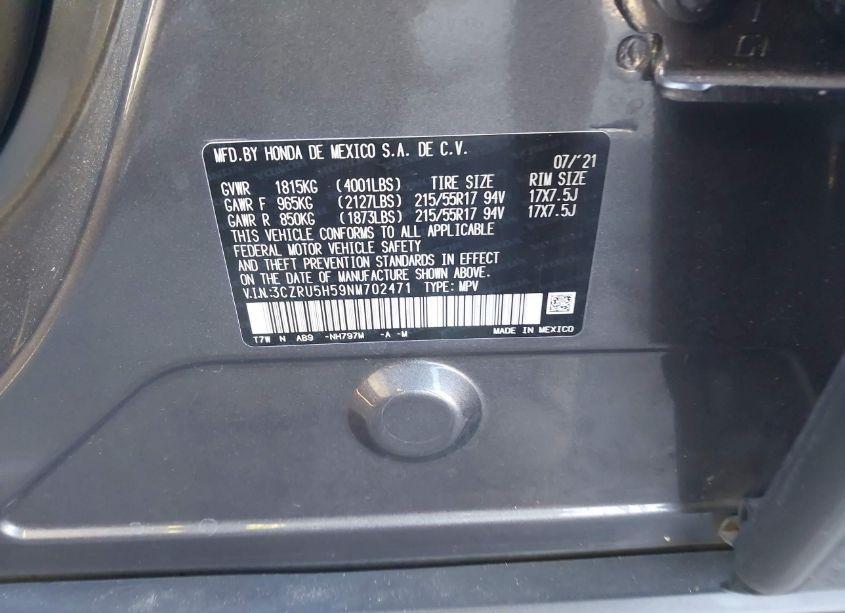 MFD.BY HONDA DE MEXICO S.A. DE C.V.
07/'21
GVWR 1815KG (4001LBS) TIRE SIZE RIM SIZE
GAWR F 965KG (2127LBS) 215/55R17 94V 17X7.5J
GAWR R 850KG (1873LBS) 215/55R17 94V 17X7.5J
THIS VEHICLE CONFORMS TO ALL APPLICABLE
FEDERAL MOTOR VEHICLE SAFETY
AND THEFT PREVENTION STANDARDS IN EFFECT
ON THE DATE OF MANUFACTURE SHOWN ABOVE.
V.I.N.:3CZRU5H59NM702471 TYPE: MPV
T7W N AB9 -NH797M -A -M
MADE IN MEXICO